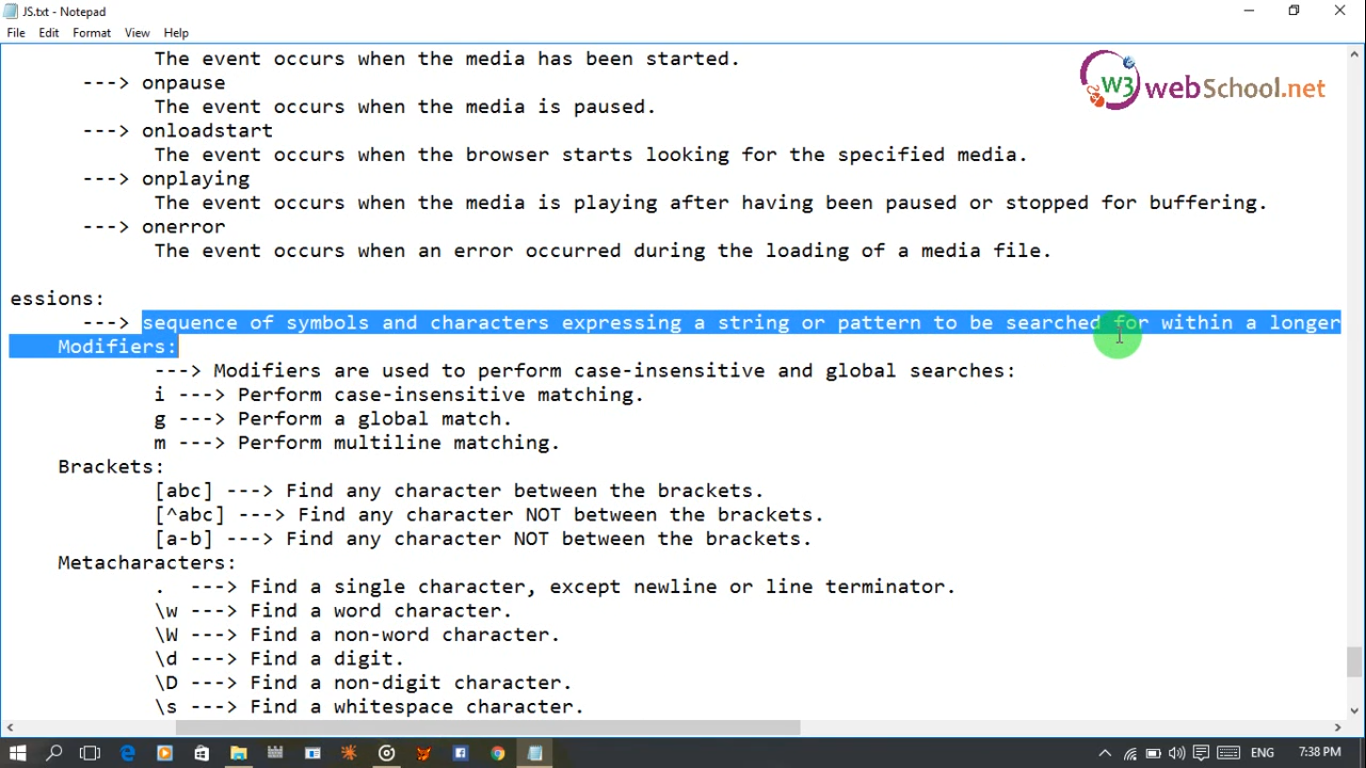 JS.txt - Notepad
File Edit Format View Help
The event occurs when the media has been started.
---> onpause
The event occurs when the media is paused.
---> onloadstart
The event occurs when the browser starts looking for the specified media.
---> onplaying
The event occurs when the media is playing after having been paused or stopped for buffering.
---> onerror
The event occurs when an error occurred during the loading of a media file.
essions:
---> sequence of symbols and characters expressing a string or pattern to be searched for within a longer
Modifiers:
---> Modifiers are used to perform case-insensitive and global searches:
i ---> Perform case-insensitive matching.
g ---> Perform a global match.
m ---> Perform multiline matching.
Brackets:
[abc] ---> Find any character between the brackets.
[^abc] ---> Find any character NOT between the brackets.
[a-b] ---> Find any character NOT between the brackets.
Metacharacters:
. ---> Find a single character, except newline or line terminator.
\w ---> Find a word character.
\W ---> Find a non-word character.
\d ---> Find a digit.
\D ---> Find a non-digit character.
\s ---> Find a whitespace character.
W3webSchool.net
ENG 7:38 PM